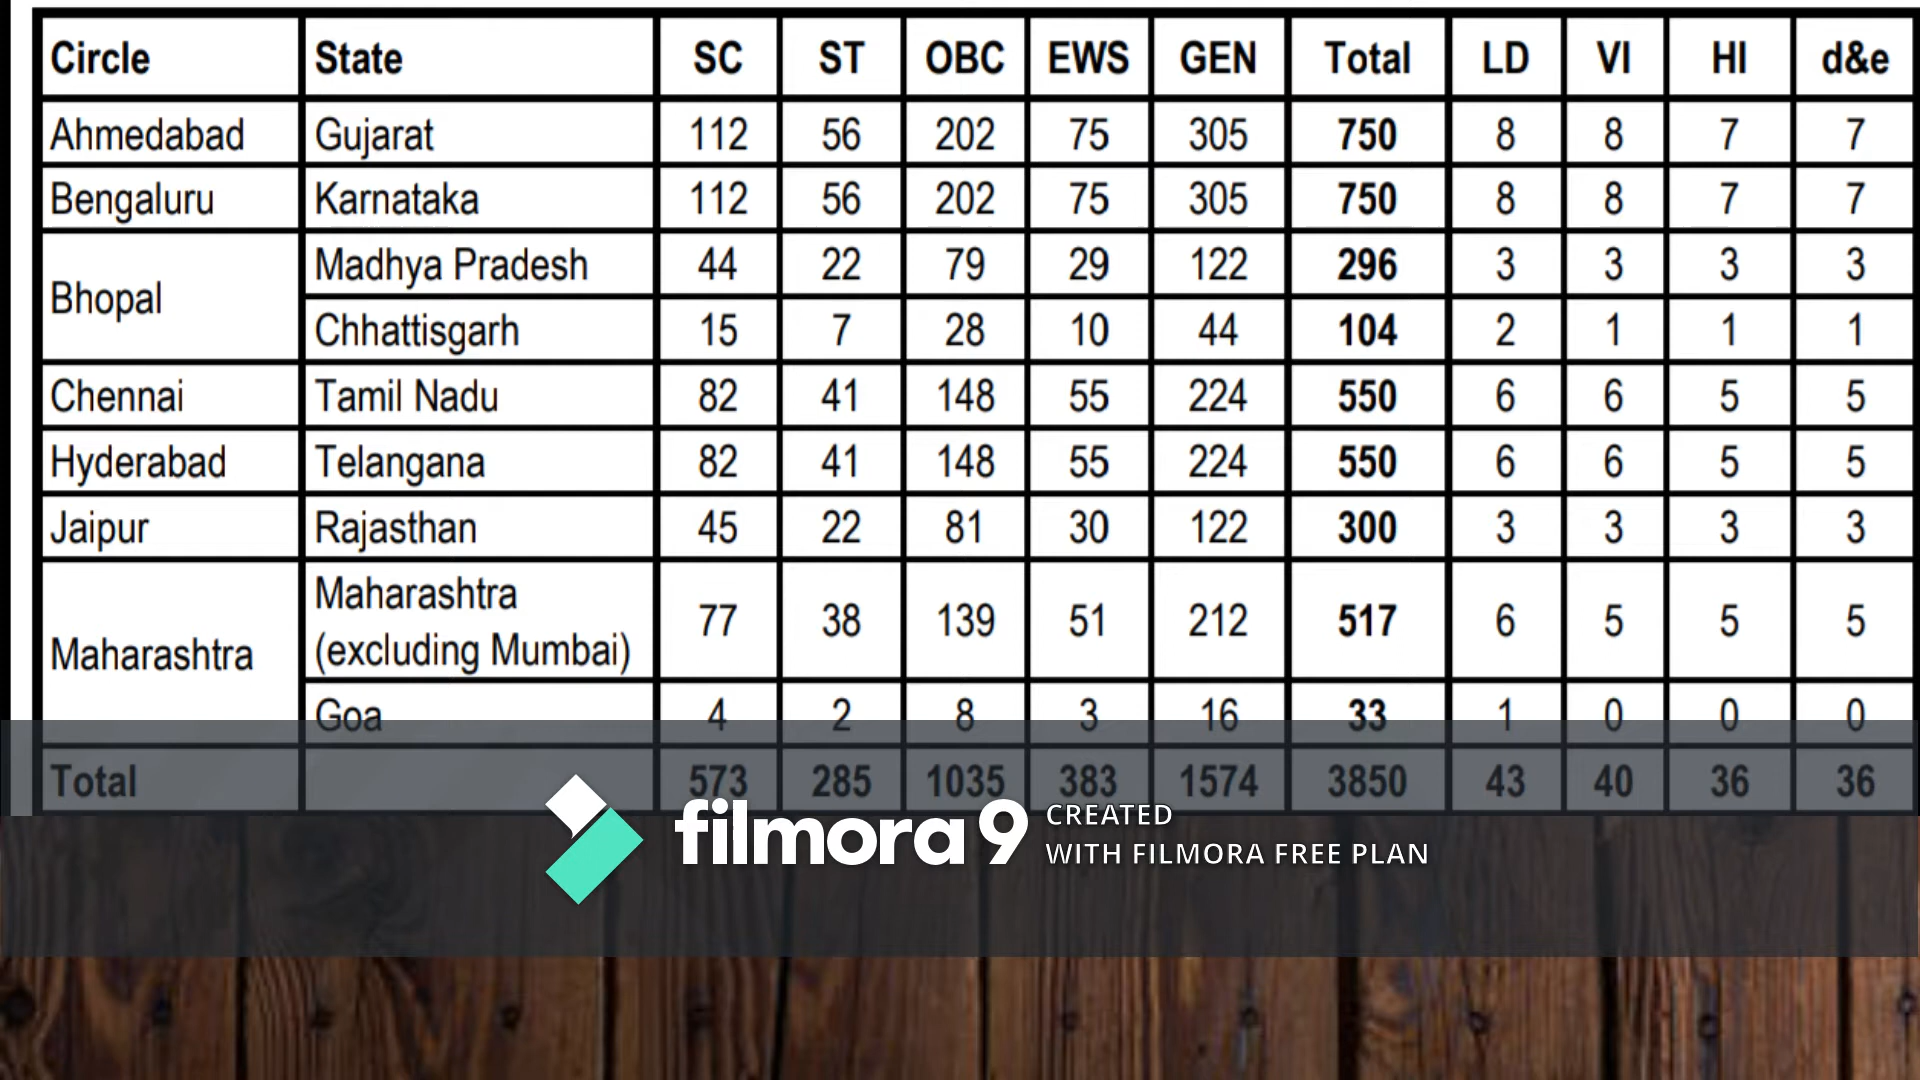 Circle State SC ST OBC EWS GEN Total LD VI HI d&e
Ahmedabad Gujarat 112 56 202 75 305 750 8 8 7 7
Bengaluru Karnataka 112 56 202 75 305 750 8 8 7 7
Bhopal Madhya Pradesh 44 22 79 29 122 296 3 3 3 3
Chhattisgarh 15 7 28 10 44 104 2 1 1 1
Chennai Tamil Nadu 82 41 148 55 224 550 6 6 5 5
Hyderabad Telangana 82 41 148 55 224 550 6 6 5 5
Jaipur Rajasthan 45 22 81 30 122 300 3 3 3 3
Maharashtra Maharashtra
(excluding Mumbai) 77 38 139 51 212 517 6 5 5 5
Goa 4 2 8 3 16 33 1 0 0 0
Total 573 285 1035 383 1574 3850 43 40 36 36
filmora 9 CREATED
WITH FILMORA FREE PLAN